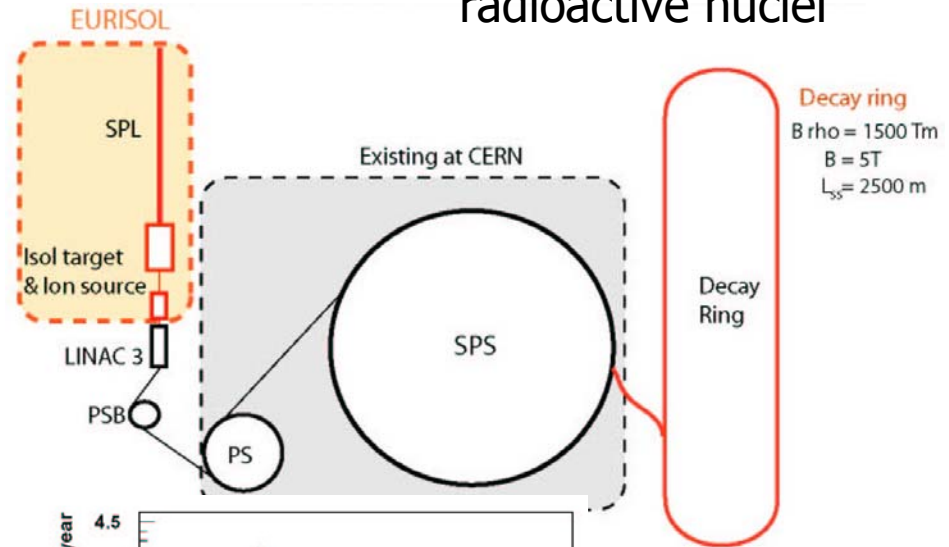 radioactive nuclei
EURISOL
SPL
Isol target
& Ion source
LINAC 3
PSB
PS
Existing at CERN
SPS
Decay
Ring
Decay ring
B rho = 1500 Tm
B = 5T
Lss= 2500 m
year
4.5